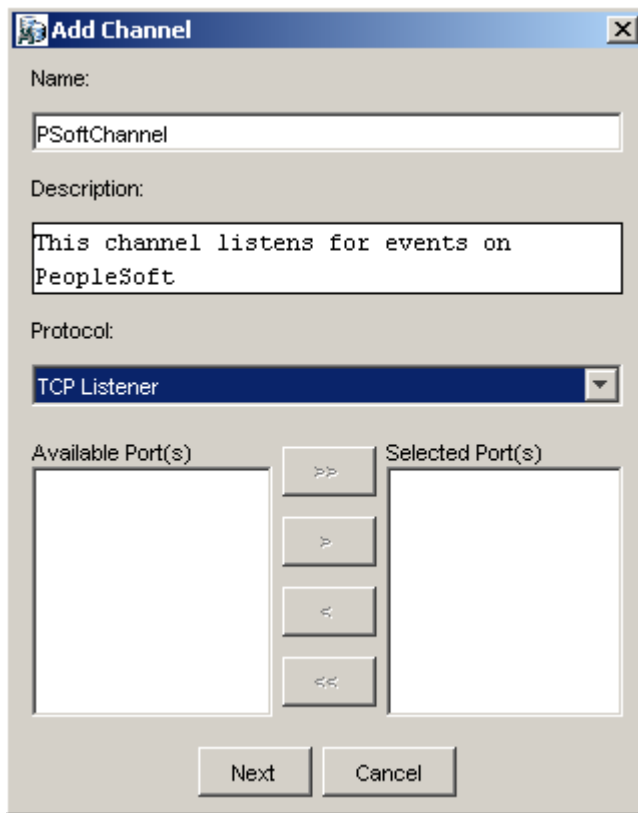 Add Channel
Name:
PSoftChannel
Description:
This channel listens for events on
PeopleSoft
Protocol:
TCP Listener
Available Port(s)
Selected Port(s)
>>
>
<
<<
Next
Cancel